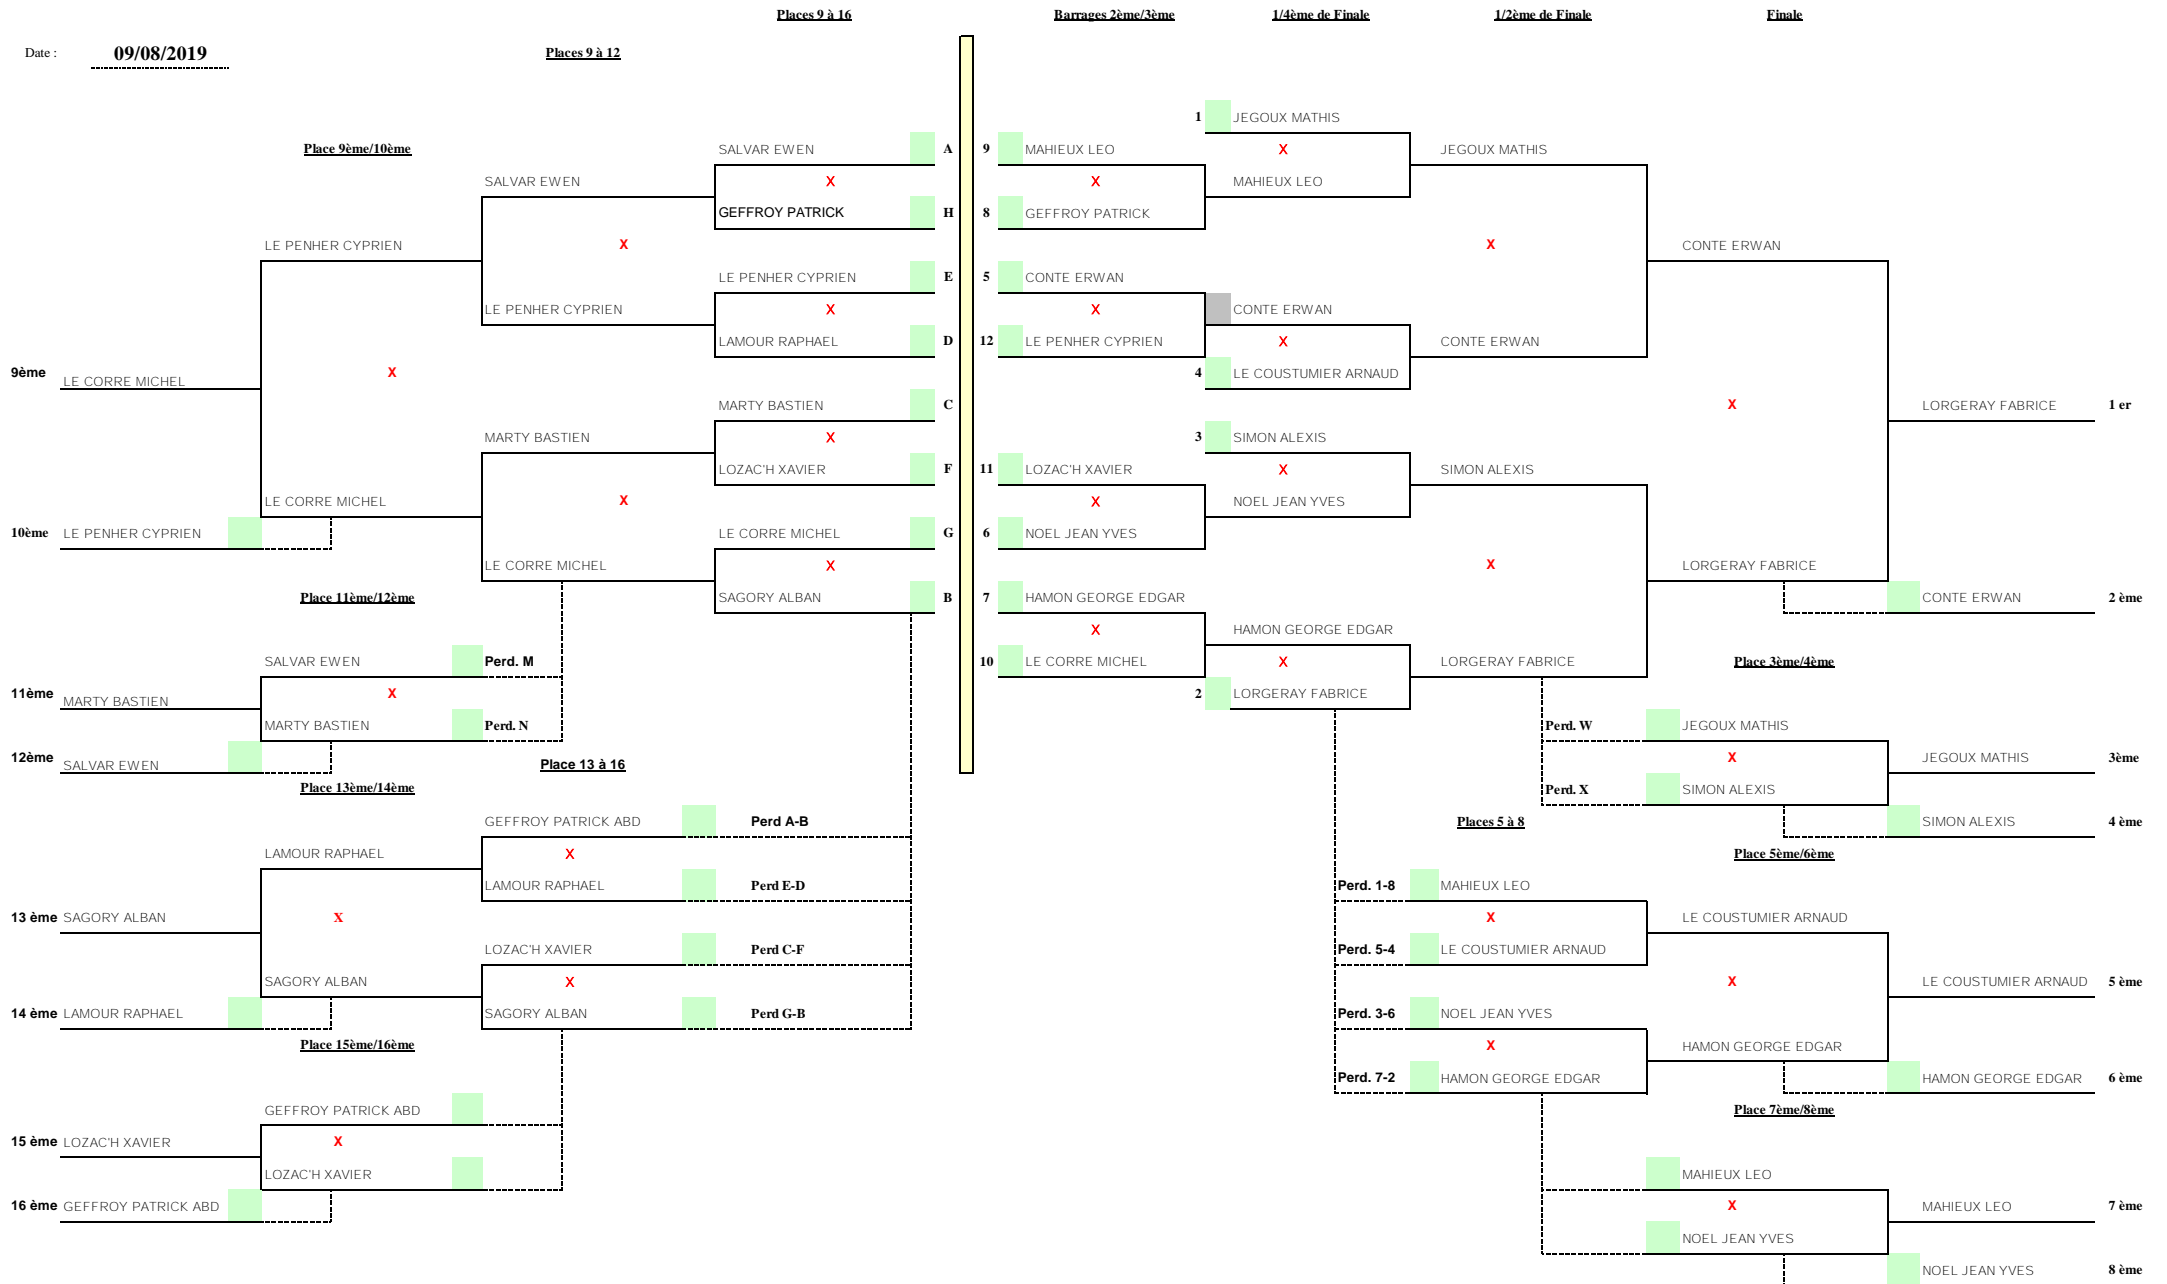 Places 9 à 16 Barrages 2ème/3ème 1/4ème de Finale 1/2ème de Finale Finale
Date : 09/08/2019 Places 9 à 12
1 JEGOUX MATHIS
Place 9ème/10ème SALVAR EWEN A 9 MAHIEUX LEO X JEGOUX MATHIS
SALVAR EWEN X X MAHIEUX LEO
GEFFROY PATRICK H 8 GEFFROY PATRICK
LE PENHER CYPRIEN X X CONTE ERWAN
LE PENHER CYPRIEN E 5 CONTE ERWAN
LE PENHER CYPRIEN X X CONTE ERWAN
LAMOUR RAPHAEL D 12 LE PENHER CYPRIEN X CONTE ERWAN
9ème LE CORRE MICHEL X 4 LE COUSTUMIER ARNAUD
MARTY BASTIEN C X LORGERAY FABRICE 1 er
MARTY BASTIEN X 3 SIMON ALEXIS
LOZAC'H XAVIER F 11 LOZAC'H XAVIER X SIMON ALEXIS
LE CORRE MICHEL X X NOEL JEAN YVES
10ème LE PENHER CYPRIEN LE CORRE MICHEL G 6 NOEL JEAN YVES
LE CORRE MICHEL X X LORGERAY FABRICE
Place 11ème/12ème SAGORY ALBAN B 7 HAMON GEORGE EDGAR CONTE ERWAN 2 ème
X HAMON GEORGE EDGAR
SALVAR EWEN Perd. M 10 LE CORRE MICHEL X LORGERAY FABRICE Place 3ème/4ème
11ème MARTY BASTIEN X 2 LORGERAY FABRICE
MARTY BASTIEN Perd. N Perd. W JEGOUX MATHIS
12ème SALVAR EWEN Place 13 à 16 X JEGOUX MATHIS 3ème
Place 13ème/14ème Perd. X SIMON ALEXIS
GEFFROY PATRICK ABD Perd A-B Places 5 à 8 SIMON ALEXIS 4 ème
LAMOUR RAPHAEL X Place 5ème/6ème
LAMOUR RAPHAEL Perd E-D Perd. 1-8 MAHIEUX LEO
13 ème SAGORY ALBAN X X LE COUSTUMIER ARNAUD
LOZAC'H XAVIER Perd C-F Perd. 5-4 LE COUSTUMIER ARNAUD
SAGORY ALBAN X X LE COUSTUMIER ARNAUD 5 ème
14 ème LAMOUR RAPHAEL SAGORY ALBAN Perd G-B Perd. 3-6 NOEL JEAN YVES
Place 15ème/16ème X HAMON GEORGE EDGAR
Perd. 7-2 HAMON GEORGE EDGAR HAMON GEORGE EDGAR 6 ème
GEFFROY PATRICK ABD Place 7ème/8ème
15 ème LOZAC'H XAVIER X
LOZAC'H XAVIER MAHIEUX LEO
16 ème GEFFROY PATRICK ABD X MAHIEUX LEO 7 ème
NOEL JEAN YVES
NOEL JEAN YVES 8 ème